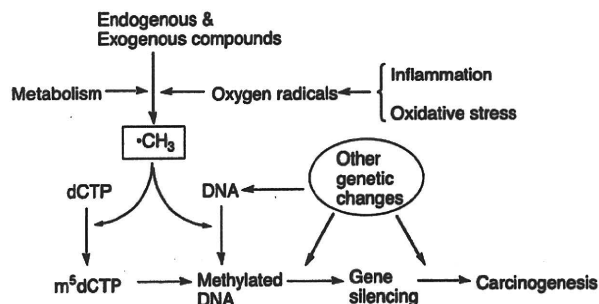 Endogenous &
Exogenous compounds
Metabolism
Oxygen radicals
Inflammation
Oxidative stress
•CH₃
Other
genetic
changes
dCTP
DNA
m⁵dCTP
Methylated
DNA
Gene
silencing
Carcinogenesis